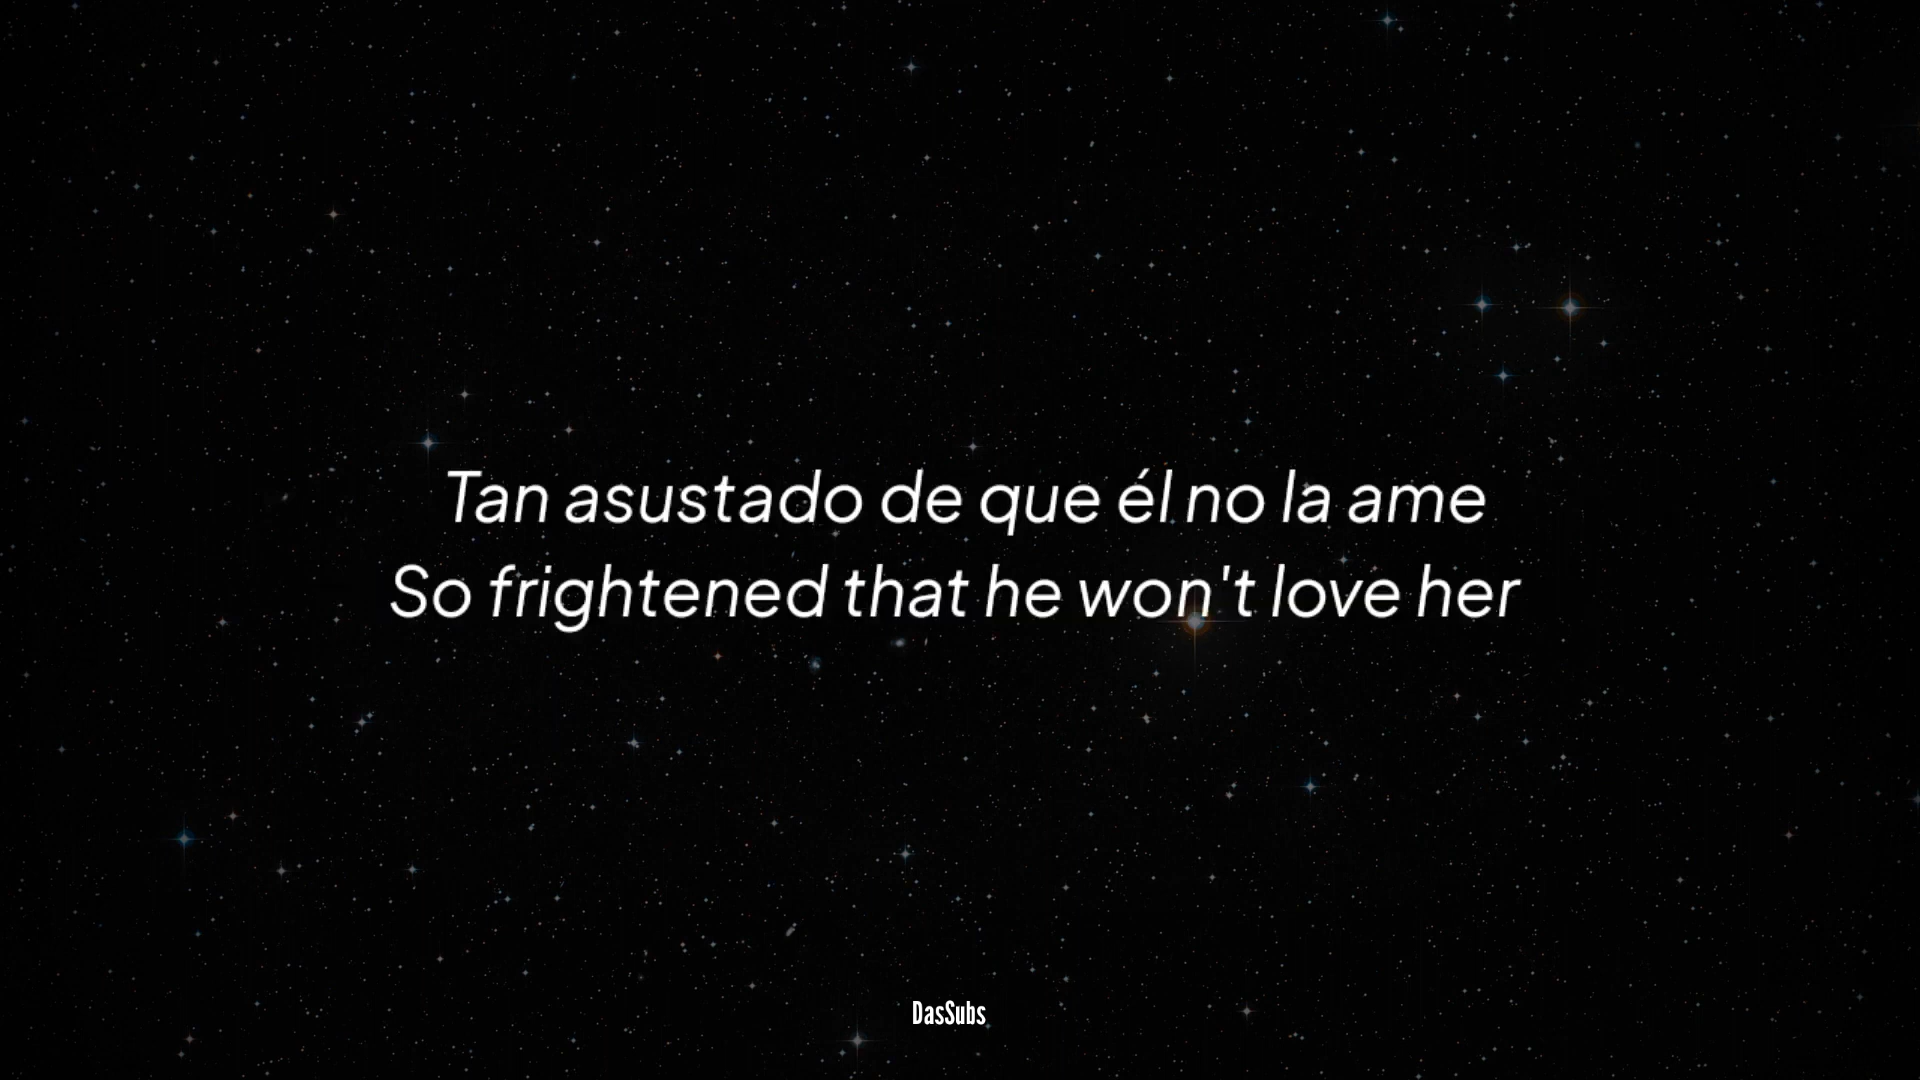 Tan asustado de que él no la ame
So frightened that he won't love her
DasSubs